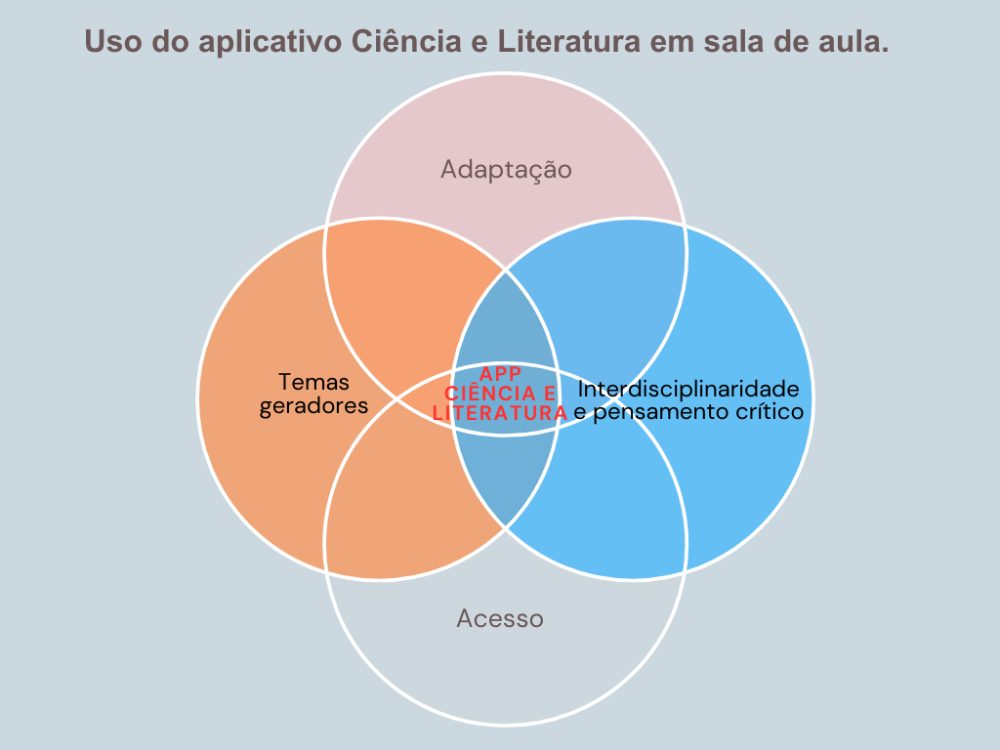 Uso do aplicativo Ciência e Literatura em sala de aula.
Adaptação
Temas
geradores
APP
CIÊNCIA E
LITERATURA
Interdisciplinaridade
e pensamento crítico
Acesso